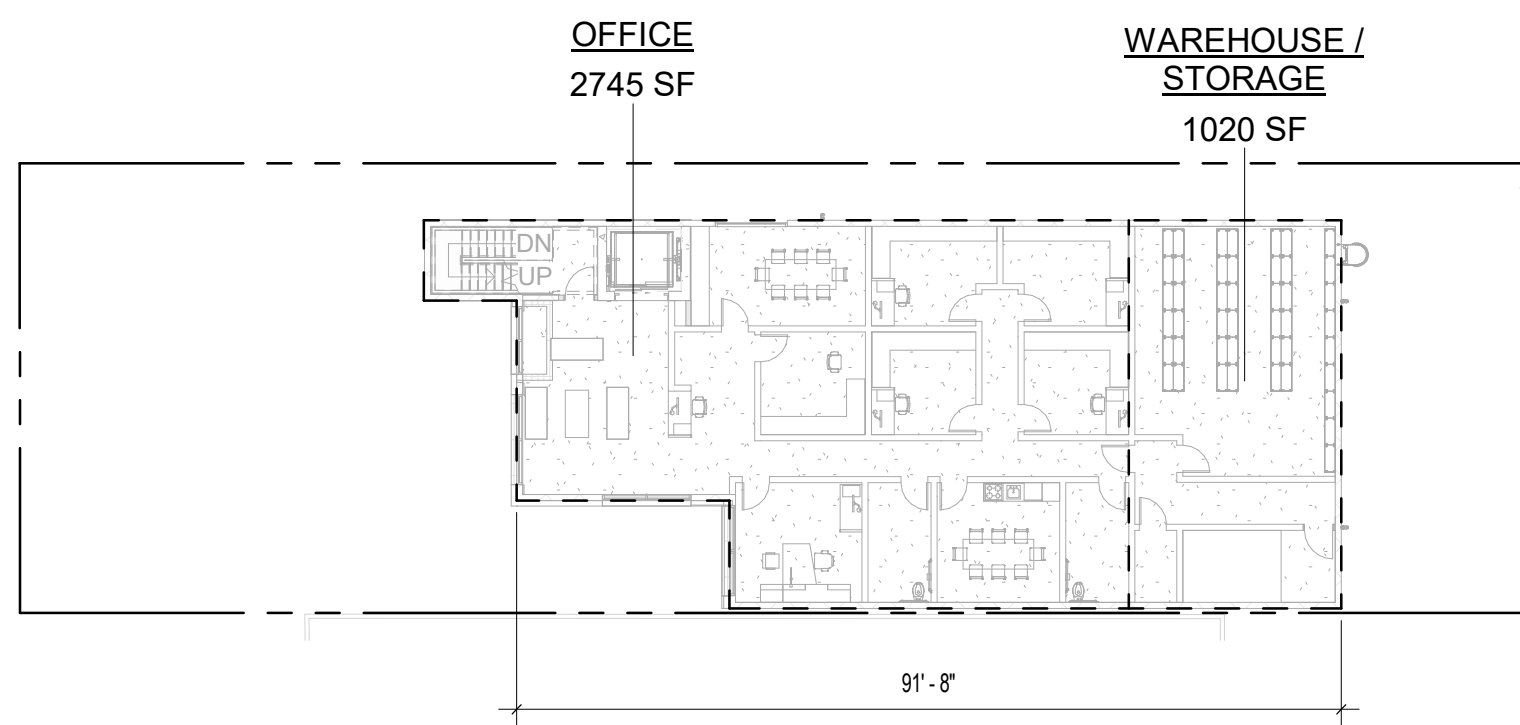 OFFICE
2745 SF
WAREHOUSE /
STORAGE
1020 SF
DN
UP
91' - 8"